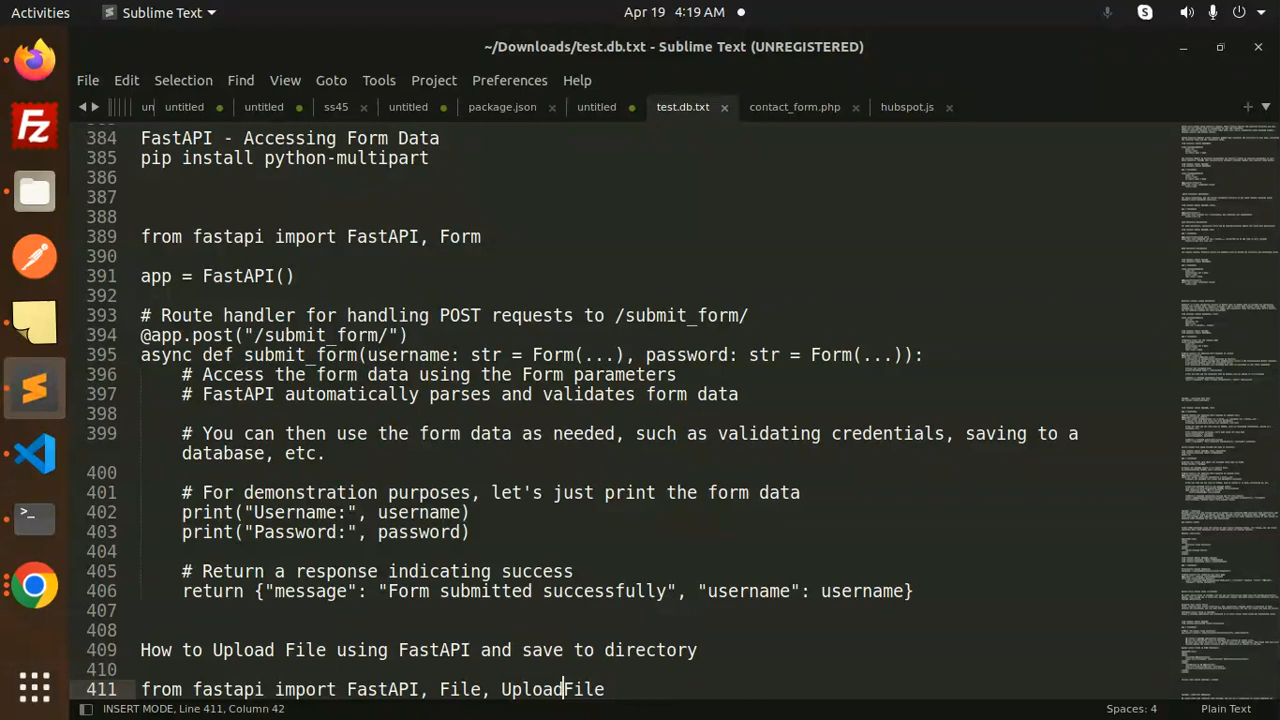 Activities
Sublime Text
Apr 19 4:19 AM
~/Downloads/test.db.txt - Sublime Text (UNREGISTERED)
File Edit Selection Find View Goto Tools Project Preferences Help
un untitled untitled ss45 untitled package.json untitled test.db.txt contact_form.php hubspot.js
384 FastAPI - Accessing Form Data
385 pip install python-multipart
386
387
388
389 from fastapi import FastAPI, Form
390
391 app = FastAPI()
392
393 # Route handler for handling POST requests to /submit_form/
394 @app.post("/submit_form/")
395 async def submit_form(username: str = Form(...), password: str = Form(...)):
396     # Access the form data using the Form parameters
397     # FastAPI automatically parses and validates form data
398
399     # You can then use the form data as needed, such as validating credentials, saving to a
database, etc.
400
401     # For demonstration purposes, let's just print the form data
402     print("Username:", username)
403     print("Password:", password)
404
405     # Return a response indicating success
406     return {"message": "Form submitted successfully", "username": username}
407
408
409 How to Upload File using FastAPI and save to directory
410
411 from fastapi import FastAPI, File, UploadFile
INSERT MODE, Line 411, Column 42
Spaces: 4
Plain Text